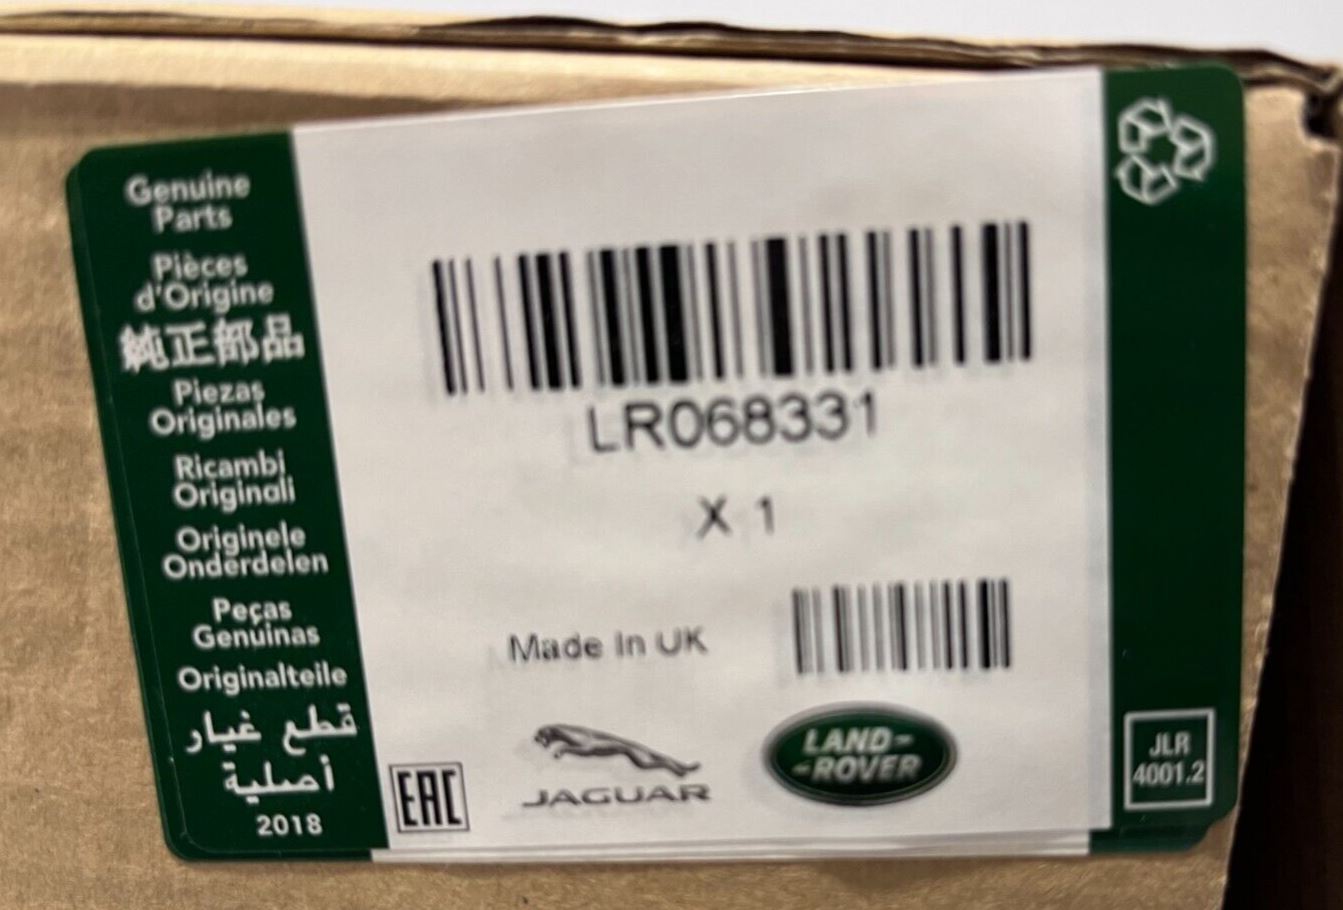 Genuine
Parts
Pièces
d'Origine
純正部品
Piezas
Originales
Ricambi
Originali
Originele
Onderdelen
Peças
Genuinas
Originalteile
قطع غيار
أصلية
2018
LR068331
X 1
Made In UK
EAC
JAGUAR
LAND-
-ROVER
JLR
4001.2